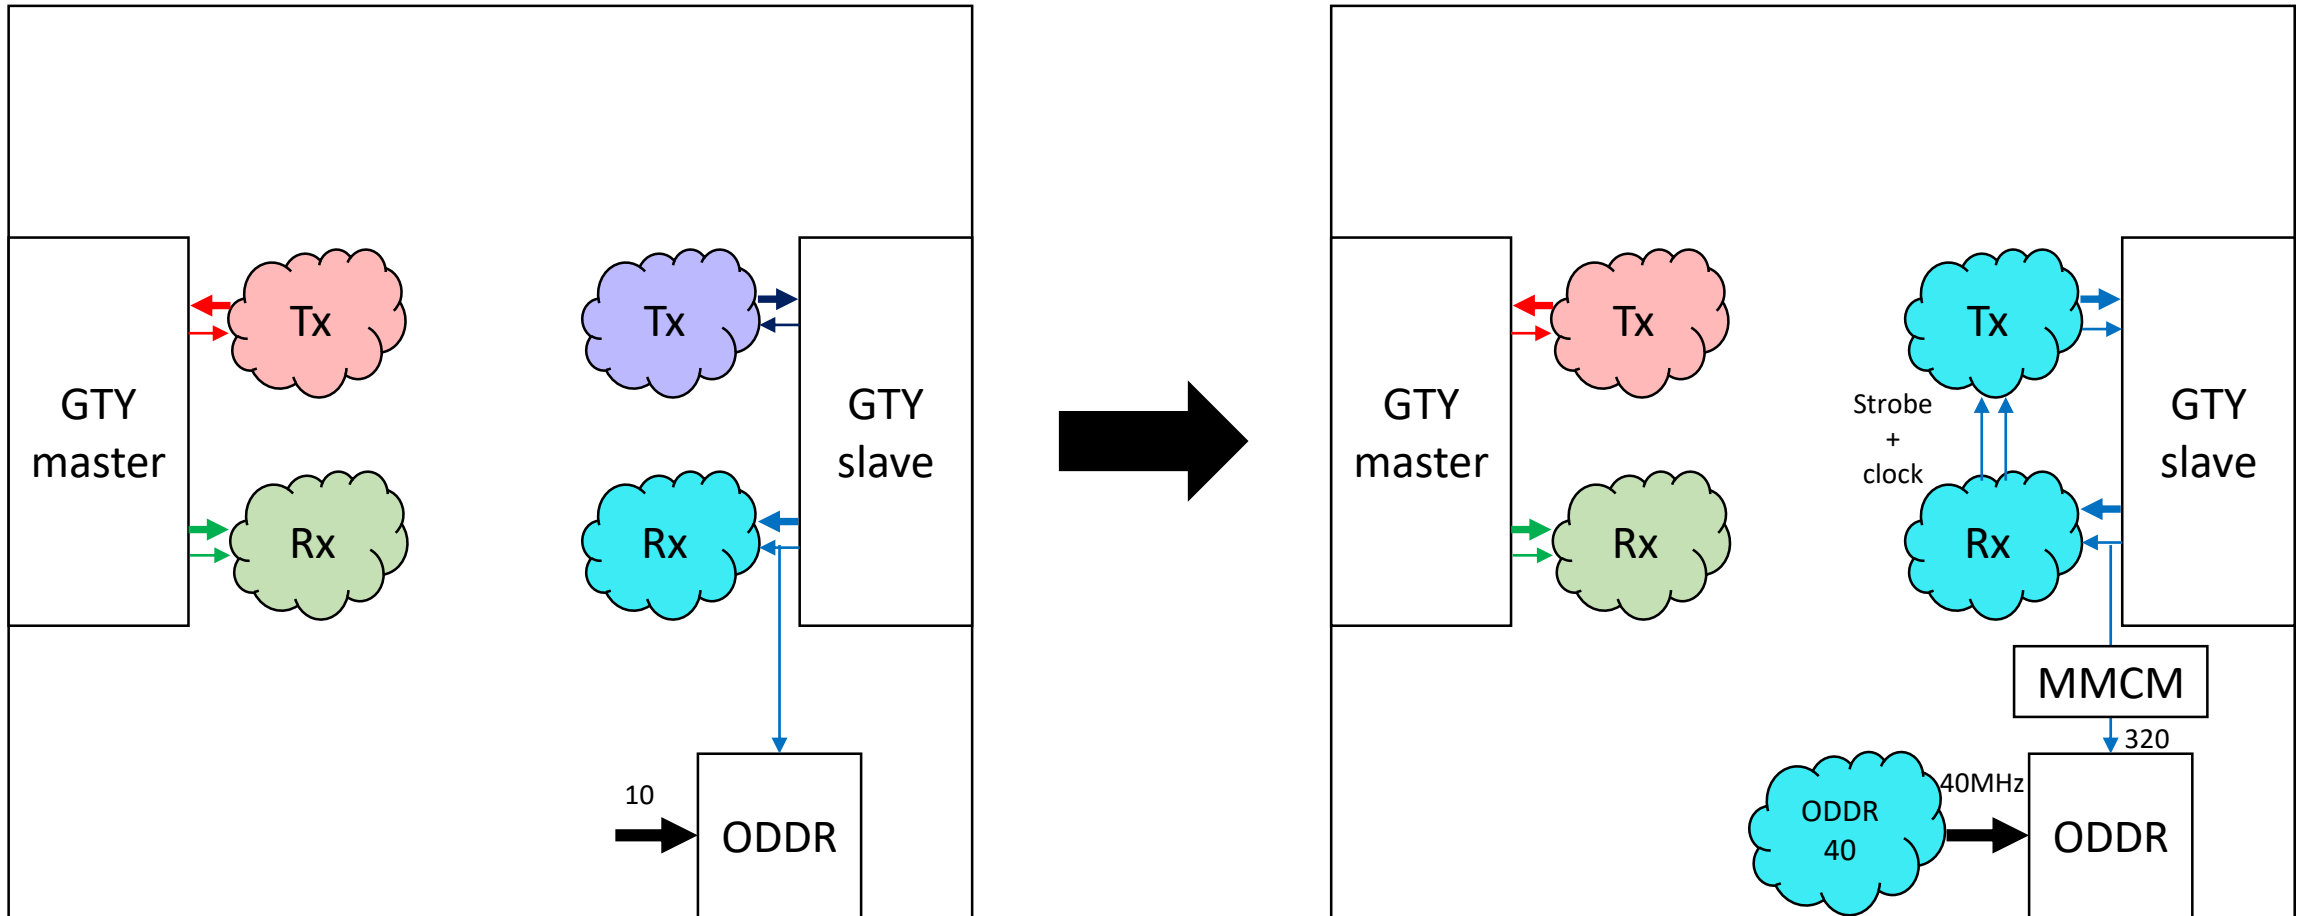 Tx
Tx
GTY
master
GTY
slave
Rx
Rx
10
ODDR
Tx
Tx
GTY
master
Strobe
+
clock
GTY
slave
Rx
Rx
MMCM
320
40MHz
ODDR
40
ODDR